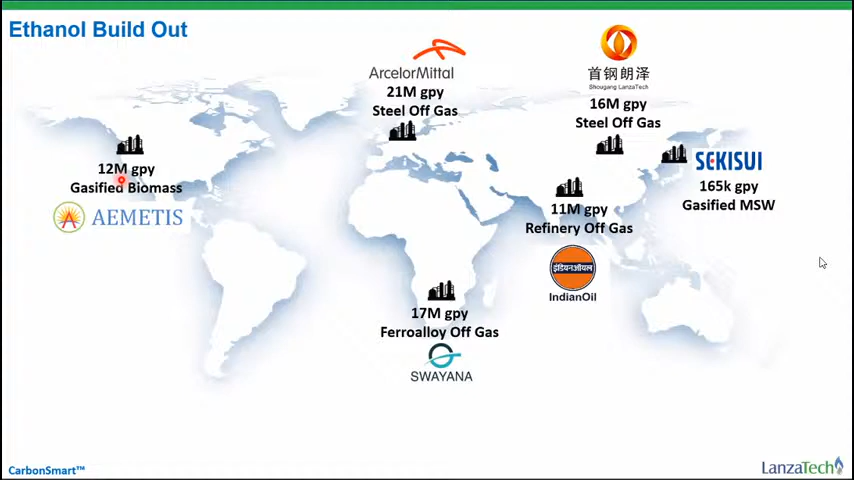 Ethanol Build Out
ArcelorMittal
21M gpy
Steel Off Gas
首钢朗泽
Shougang LanzaTech
16M gpy
Steel Off Gas
12M gpy
Gasified Biomass
AEMETIS
SEKISUI
165k gpy
Gasified MSW
11M gpy
Refinery Off Gas
इंडियनऑयल
IndianOil
17M gpy
Ferroalloy Off Gas
SWAYANA
CarbonSmart™
LanzaTech